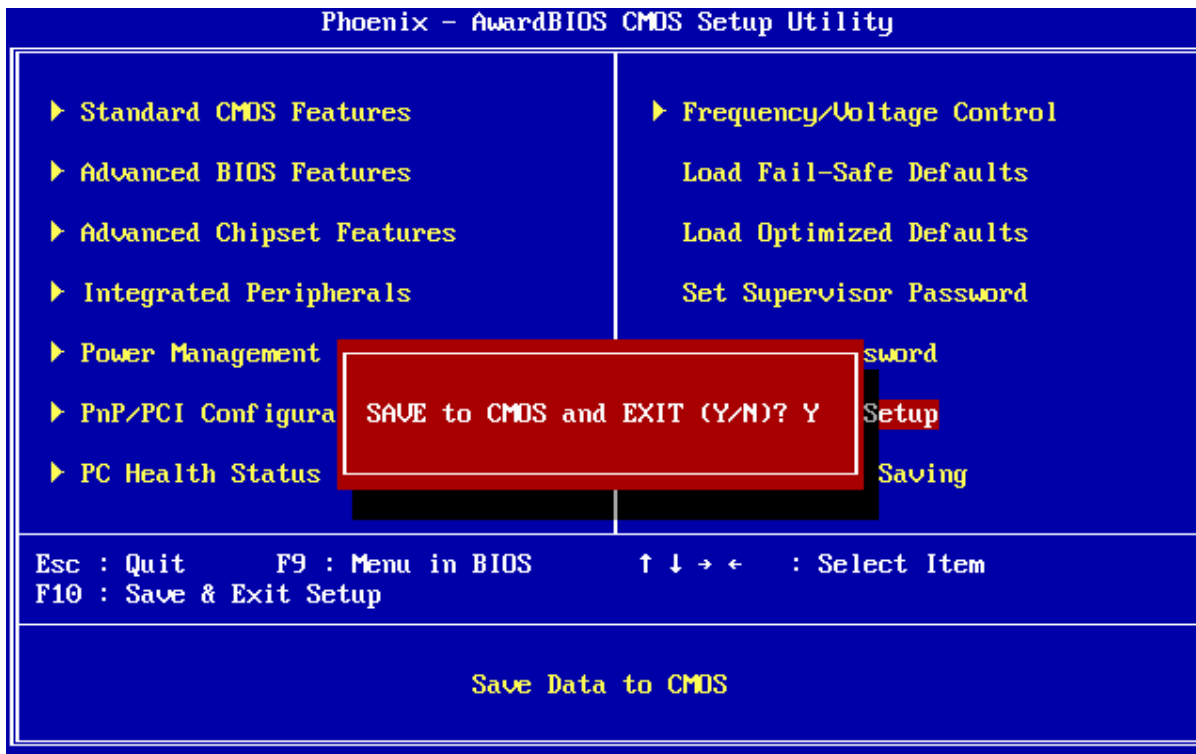 Phoenix - AwardBIOS CMOS Setup Utility
Standard CMOS Features
Advanced BIOS Features
Advanced Chipset Features
Integrated Peripherals
Power Management
PnP/PCI Configura
PC Health Status
Frequency/Voltage Control
Load Fail-Safe Defaults
Load Optimized Defaults
Set Supervisor Password
sword
Setup
Saving
SAVE to CMOS and EXIT (Y/N)? Y
Esc : Quit F9 : Menu in BIOS ↑ ↓ → ← : Select Item
F10 : Save & Exit Setup
Save Data to CMOS